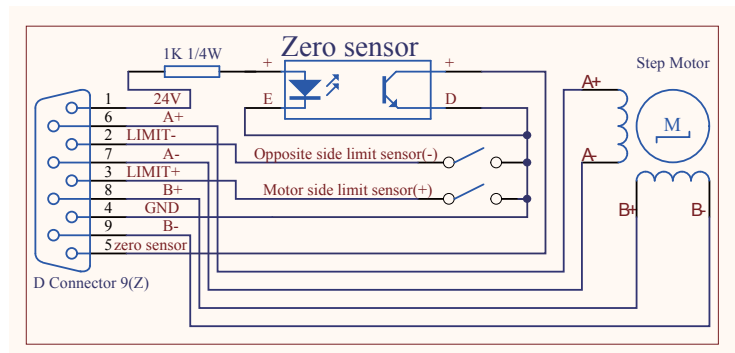 Zero sensor
1K 1/4W
+
+
E
D
Step Motor
M
A+
A-
B+
B-
1 24V
6 A+
2 LIMIT-
7 A-
3 LIMIT+
8 B+
4 GND
9 B-
5 zero sensor
Opposite side limit sensor(-)
Motor side limit sensor(+)
D Connector 9(Z)